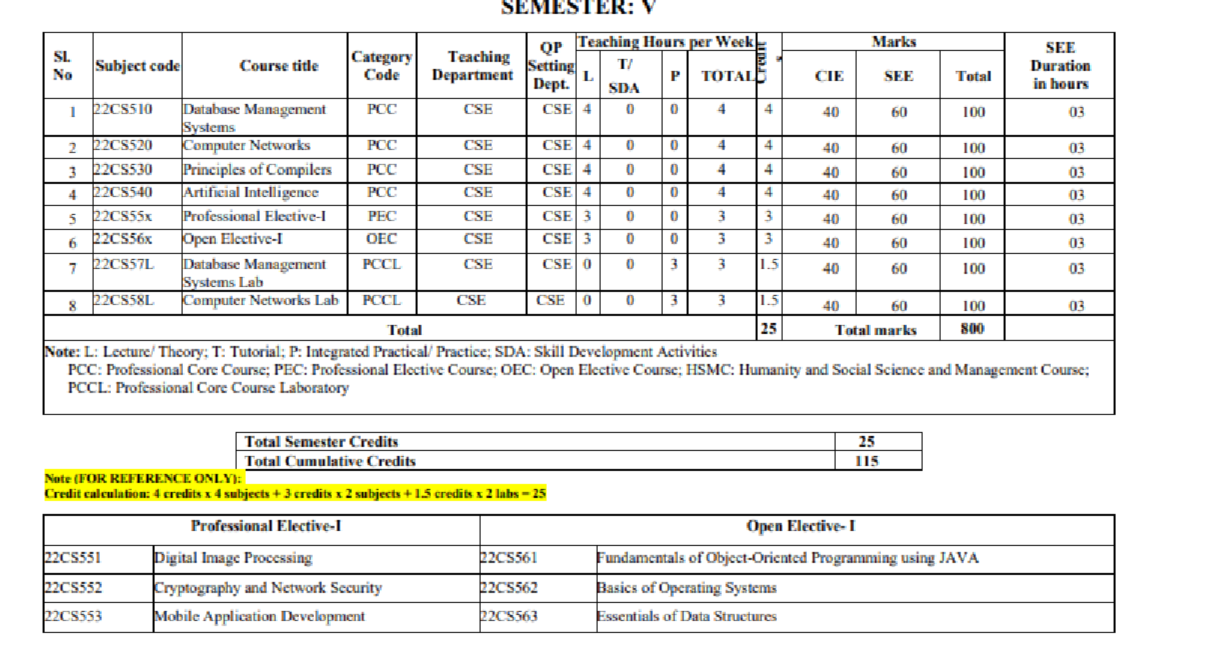 SEMESTER: V
Sl. No | Subject code | Course title | Category Code | Teaching Department | QP Setting Dept. | Teaching Hours per Week | Credits | Marks | SEE Duration in hours
L | T/ SDA | P | TOTAL | CIE | SEE | Total
1 | 22CS510 | Database Management Systems | PCC | CSE | CSE | 4 | 0 | 0 | 4 | 4 | 40 | 60 | 100 | 03
2 | 22CS520 | Computer Networks | PCC | CSE | CSE | 4 | 0 | 0 | 4 | 4 | 40 | 60 | 100 | 03
3 | 22CS530 | Principles of Compilers | PCC | CSE | CSE | 4 | 0 | 0 | 4 | 4 | 40 | 60 | 100 | 03
4 | 22CS540 | Artificial Intelligence | PCC | CSE | CSE | 4 | 0 | 0 | 4 | 4 | 40 | 60 | 100 | 03
5 | 22CS55x | Professional Elective-I | PEC | CSE | CSE | 3 | 0 | 0 | 3 | 3 | 40 | 60 | 100 | 03
6 | 22CS56x | Open Elective-I | OEC | CSE | CSE | 3 | 0 | 0 | 3 | 3 | 40 | 60 | 100 | 03
7 | 22CS57L | Database Management Systems Lab | PCCL | CSE | CSE | 0 | 0 | 3 | 3 | 1.5 | 40 | 60 | 100 | 03
8 | 22CS58L | Computer Networks Lab | PCCL | CSE | CSE | 0 | 0 | 3 | 3 | 1.5 | 40 | 60 | 100 | 03
Total | 25 | Total marks | 800
Note: L: Lecture/ Theory; T: Tutorial; P: Integrated Practical/ Practice; SDA: Skill Development Activities
PCC: Professional Core Course; PEC: Professional Elective Course; OEC: Open Elective Course; HSMC: Humanity and Social Science and Management Course;
PCCL: Professional Core Course Laboratory
Total Semester Credits | 25
Total Cumulative Credits | 115
Note (FOR REFERENCE ONLY):
Credit calculation: 4 credits x 4 subjects + 3 credits x 2 subjects + 1.5 credits x 2 labs = 25
Professional Elective-I | Open Elective- I
22CS551 | Digital Image Processing | 22CS561 | Fundamentals of Object-Oriented Programming using JAVA
22CS552 | Cryptography and Network Security | 22CS562 | Basics of Operating Systems
22CS553 | Mobile Application Development | 22CS563 | Essentials of Data Structures